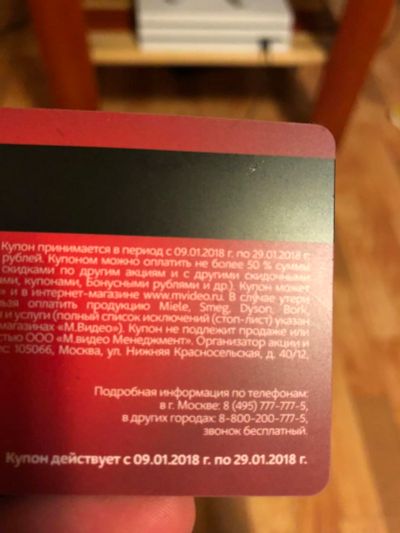 Купон принимается в период с 09.01.2018 г. по 29.01.2018 г.
рублей. Купоном можно оплатить не более 50 % суммы
скидками по другим акциям и с другими скидочными
ми, купонами, Бонусными рублями и др.). Купон может
и в интернет-магазине www.mvideo.ru. В случае утери
ьзя оплатить продукцию Miele, Smeg, Dyson, Bork,
и услуги (полный список исключений (стоп-лист) указан
магазинах «М.Видео»). Купон не подлежит продаже или
стью ООО «М.видео Менеджмент». Организатор акции и
с: 105066, Москва, ул. Нижняя Красносельская, д. 40/12,
Подробная информация по телефонам:
в г. Москве: 8 (495) 777-777-5,
в других городах: 8-800-200-777-5,
звонок бесплатный.
Купон действует с 09.01.2018 г. по 29.01.2018 г.